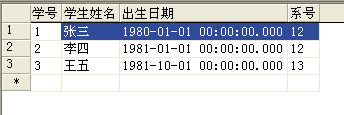 学号 学生姓名 出生日期 系号
1 1 张三 1980-01-01 00:00:00.000 12
2 2 李四 1981-01-01 00:00:00.000 12
3 3 王五 1981-10-01 00:00:00.000 13
*